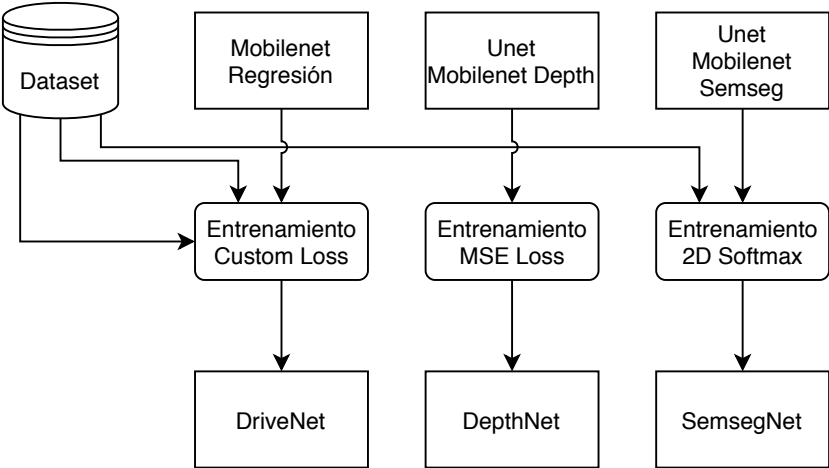 Dataset
Mobilenet
Regresión
Unet
Mobilenet Depth
Unet
Mobilenet
Semseg
Entrenamiento
Custom Loss
Entrenamiento
MSE Loss
Entrenamiento
2D Softmax
DriveNet
DepthNet
SemsegNet